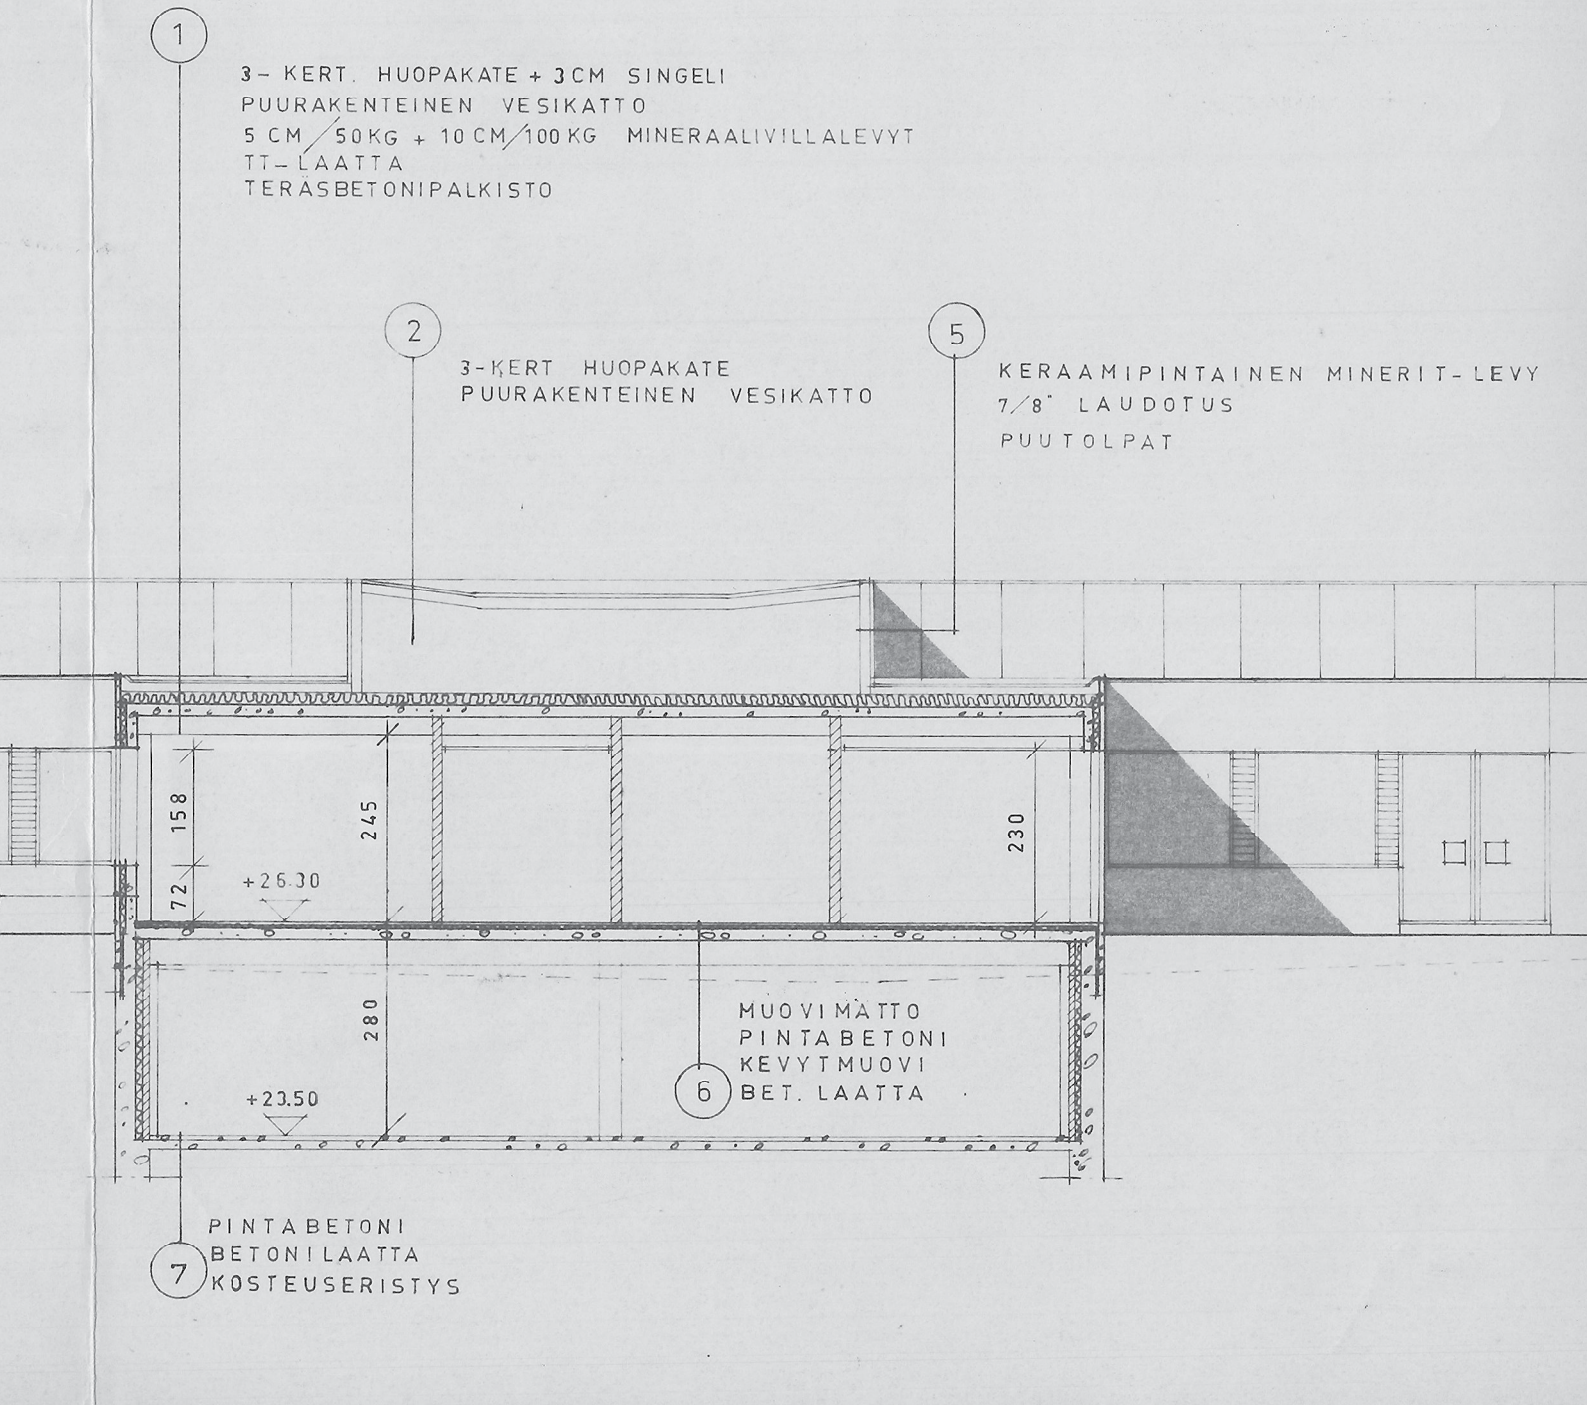 1
3- KERT. HUOPAKATE + 3CM SINGELI
PUURAKENTEINEN VESIKATTO
5 CM/50KG + 10CM/100KG MINERAALIVILLALEVYT
TT-LAATTA
TERÄSBETONIPALKISTO
2
3-KERT HUOPAKATE
PUURAKENTEINEN VESIKATTO
5
KERAAMIPINTAINEN MINERIT-LEVY
7/8" LAUDOTUS
PUUTOLPAT
158
72
245
230
+26.30
280
+23.50
6
MUOVIMATTO
PINTABETONI
KEVYTMUOVI
BET. LAATTA
7
PINTABETONI
BETONILAATTA
KOSTEUSERISTYS